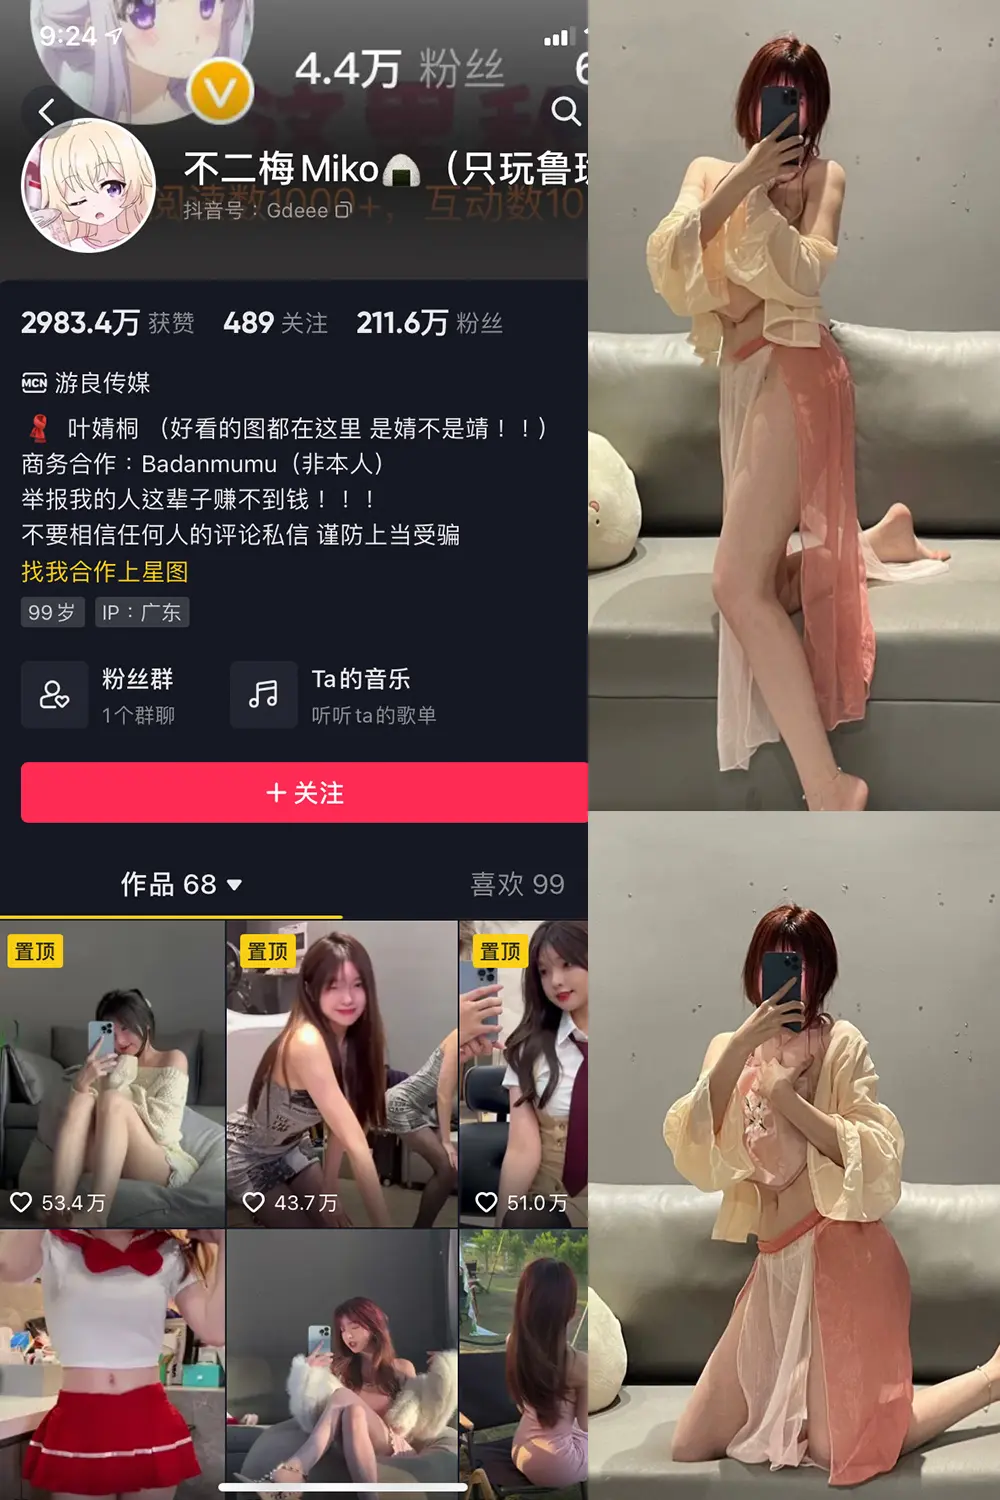 9:24
4.4万 粉丝
不二梅Miko🍙（只玩鲁班
阅读数1000+，互动数10
抖音号：Gdeee
2983.4万 获赞 489 关注 211.6万 粉丝
MCN 游良传媒
叶婧桐 （好看的图都在这里 是婧不是靖！！）
商务合作：Badanmumu（非本人）
举报我的人这辈子赚不到钱！！！
不要相信任何人的评论私信 谨防上当受骗
找我合作上星图
99岁 IP：广东
粉丝群 Ta的音乐
1个群聊 听听ta的歌单
+ 关注
作品 68 喜欢 99
置顶 置顶 置顶
53.4万 43.7万 51.0万